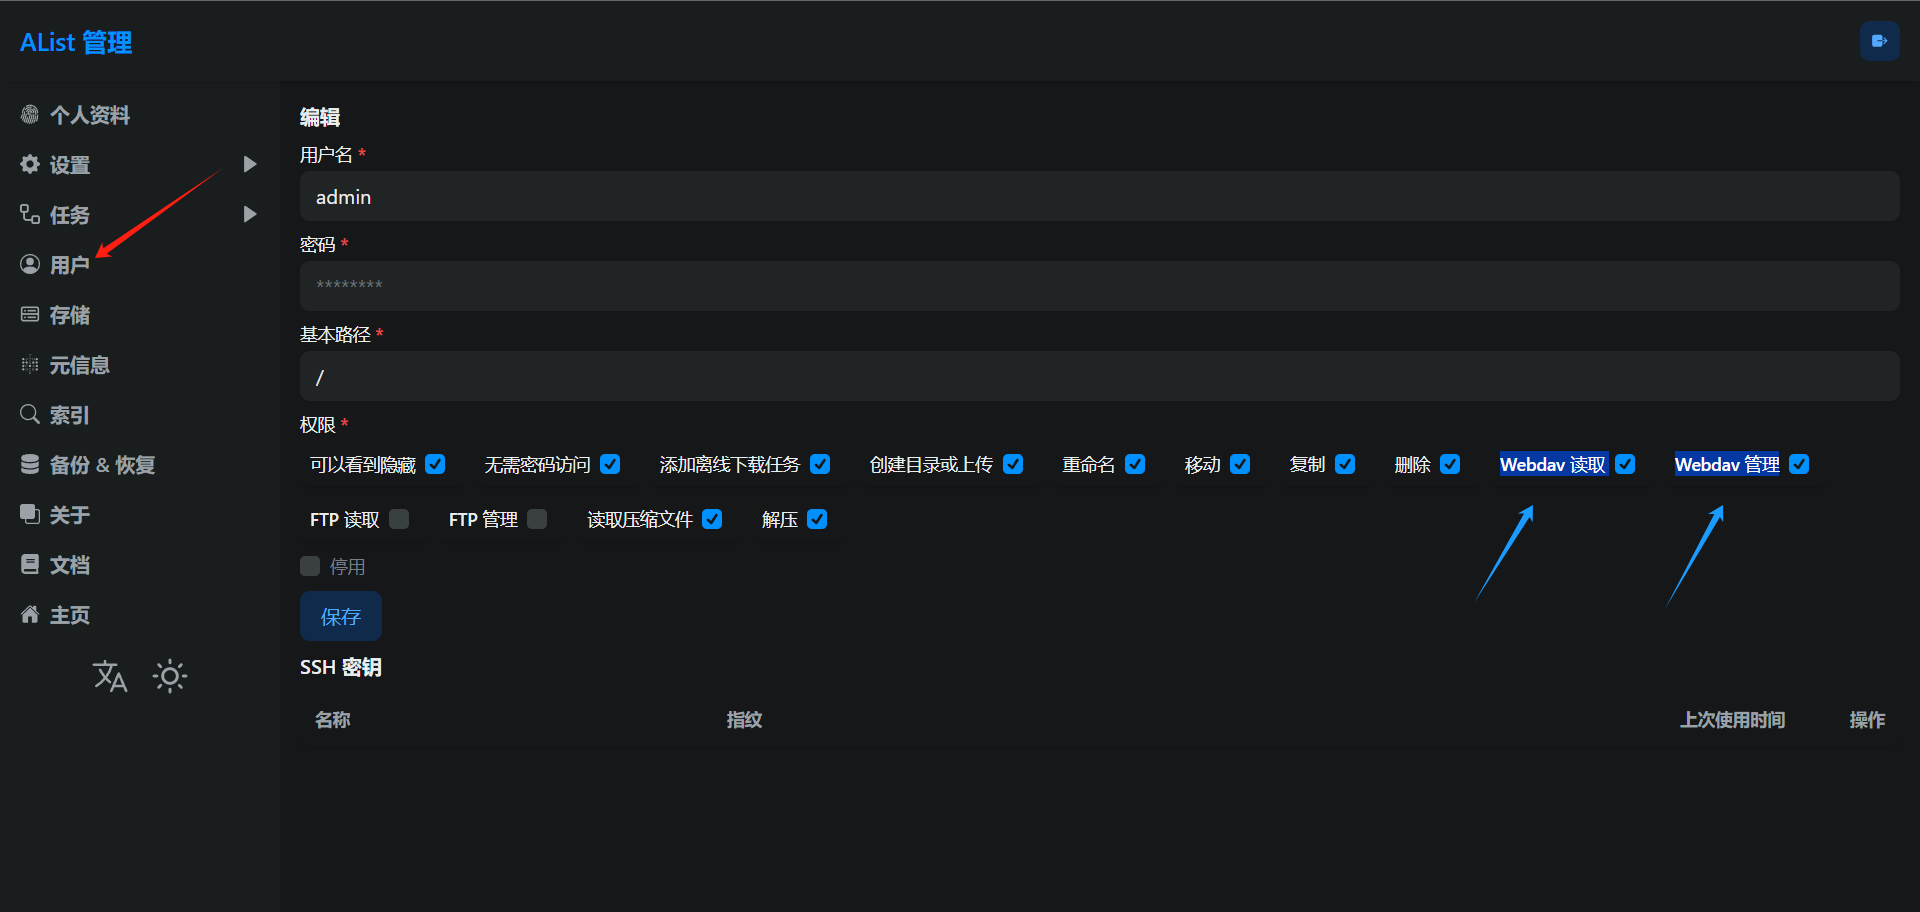 AList 管理
个人资料
设置
任务
用户
存储
元信息
索引
备份 & 恢复
关于
文档
主页
编辑
用户名 *
admin
密码 *
********
基本路径 *
/
权限 *
可以看到隐藏 无需密码访问 添加离线下载任务 创建目录或上传 重命名 移动 复制 删除 Webdav 读取 Webdav 管理
FTP 读取 FTP 管理 读取压缩文件 解压
停用
保存
SSH 密钥
名称 指纹 上次使用时间 操作